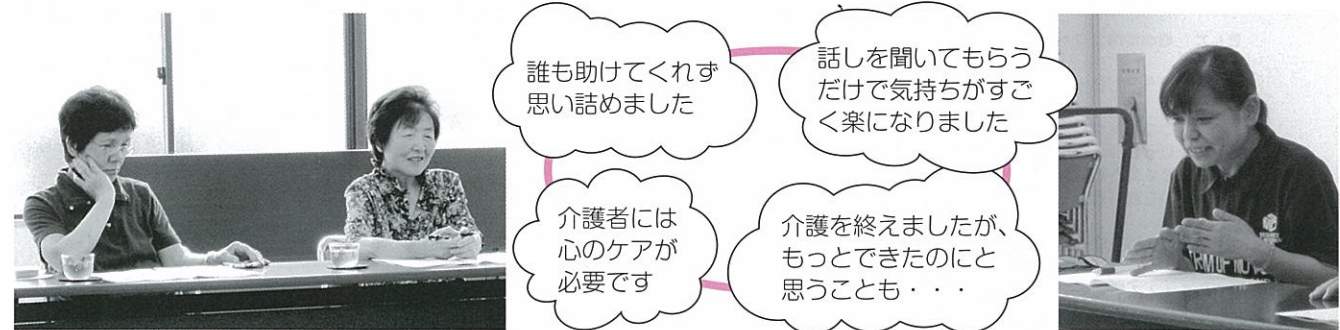 誰も助けてくれず
思い詰めました
話しを聞いてもらう
だけで気持ちがすご
く楽になりました
介護者には
心のケアが
必要です
介護を終えましたが、
もっとできたのにと
思うことも・・・